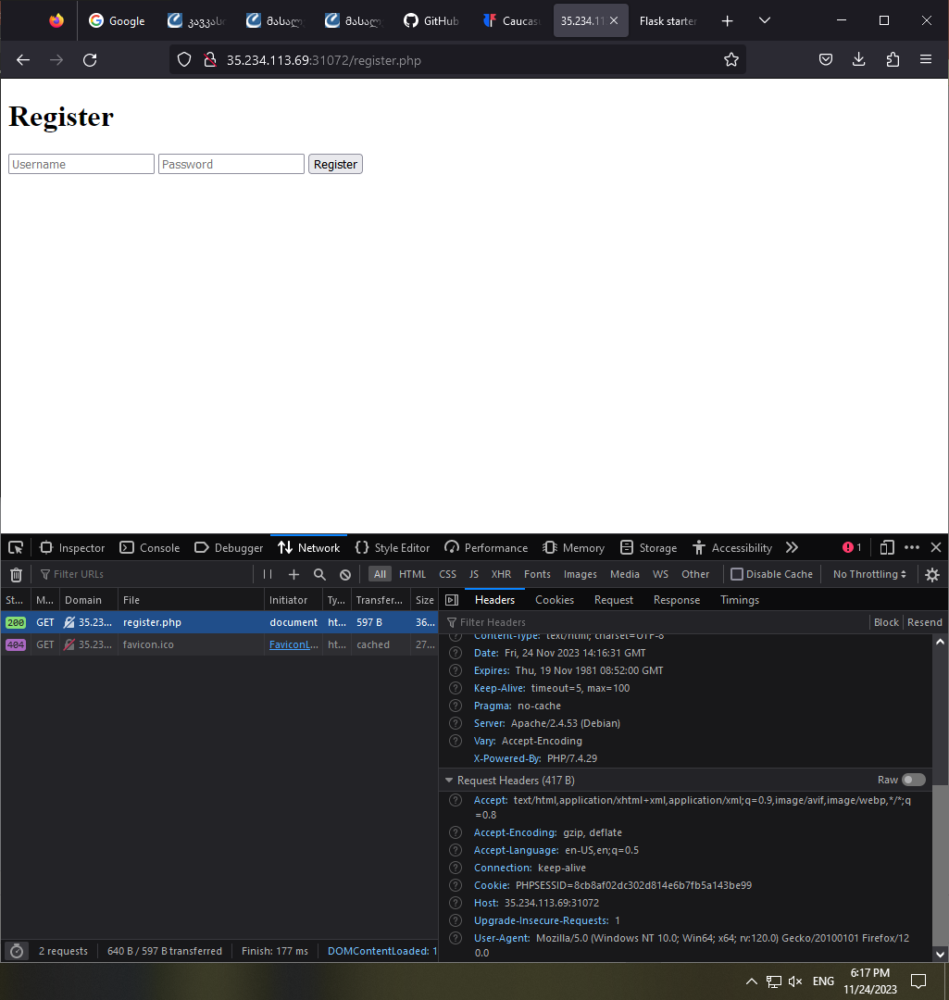 Google
კავკასი
მასალ
მასალ
GitHub
Caucas
35.234.11
Flask starter
35.234.113.69:31072/register.php
Register
Username Password Register
Inspector Console Debugger Network Style Editor Performance Memory Storage Accessibility 1
Filter URLs All HTML CSS JS XHR Fonts Images Media WS Other Disable Cache No Throttling
St... M... Domain File Initiator Ty... Transfer... Size
Headers Cookies Request Response Timings
200 GET 35.23... register.php document ht... 597 B 36...
404 GET 35.23... favicon.ico FaviconL... ht... cached 27...
Filter Headers Block Resend
Content-Type: text/html; charset=UTF-8
Date: Fri, 24 Nov 2023 14:16:31 GMT
Expires: Thu, 19 Nov 1981 08:52:00 GMT
Keep-Alive: timeout=5, max=100
Pragma: no-cache
Server: Apache/2.4.53 (Debian)
Vary: Accept-Encoding
X-Powered-By: PHP/7.4.29
Request Headers (417 B) Raw
Accept: text/html,application/xhtml+xml,application/xml;q=0.9,image/avif,image/webp,*/*;q
=0.8
Accept-Encoding: gzip, deflate
Accept-Language: en-US,en;q=0.5
Connection: keep-alive
Cookie: PHPSESSID=8cb8af02dc302d814e6b7fb5a143be99
Host: 35.234.113.69:31072
Upgrade-Insecure-Requests: 1
User-Agent: Mozilla/5.0 (Windows NT 10.0; Win64; x64; rv:120.0) Gecko/20100101 Firefox/12
0.0
2 requests 640 B / 597 B transferred Finish: 177 ms DOMContentLoaded: 1
ENG
6:17 PM
11/24/2023